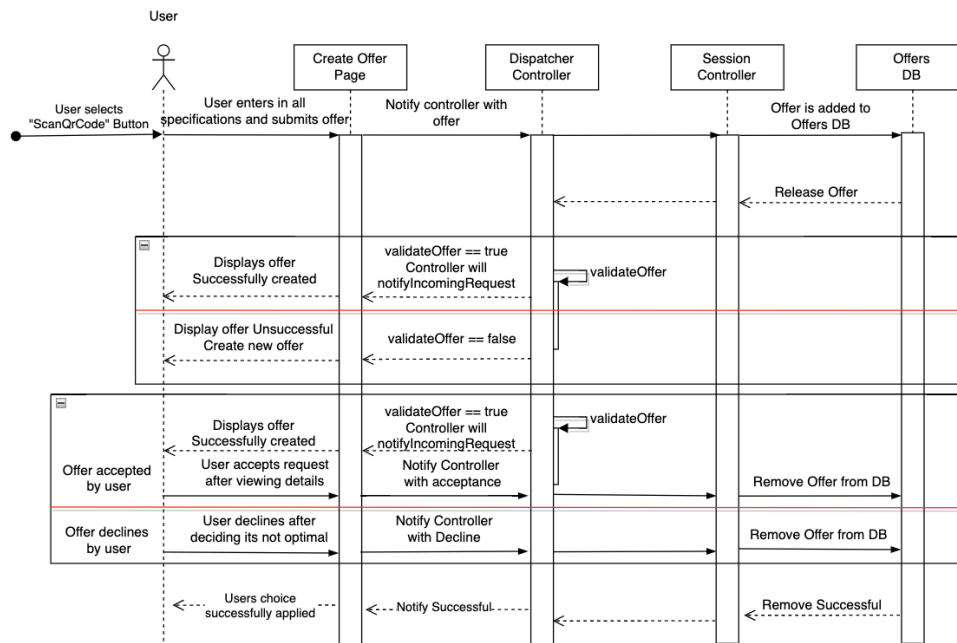 User
Create Offer
Page
Dispatcher
Controller
Session
Controller
Offers
DB
User selects
"ScanQrCode" Button
User enters in all
specifications and submits offer
Notify controller with
offer
Offer is added to
Offers DB
Release Offer
Displays offer
Successfully created
validateOffer == true
Controller will
notifyIncomingRequest
validateOffer
Display offer Unsuccessful
Create new offer
validateOffer == false
Displays offer
Successfully created
validateOffer == true
Controller will
notifyIncomingRequest
validateOffer
Offer accepted
by user
User accepts request
after viewing details
Notify Controller
with acceptance
Remove Offer from DB
Offer declines
by user
User declines after
deciding its not optimal
Notify Controller
with Decline
Remove Offer from DB
Users choice
successfully applied
Notify Successful
Remove Successful